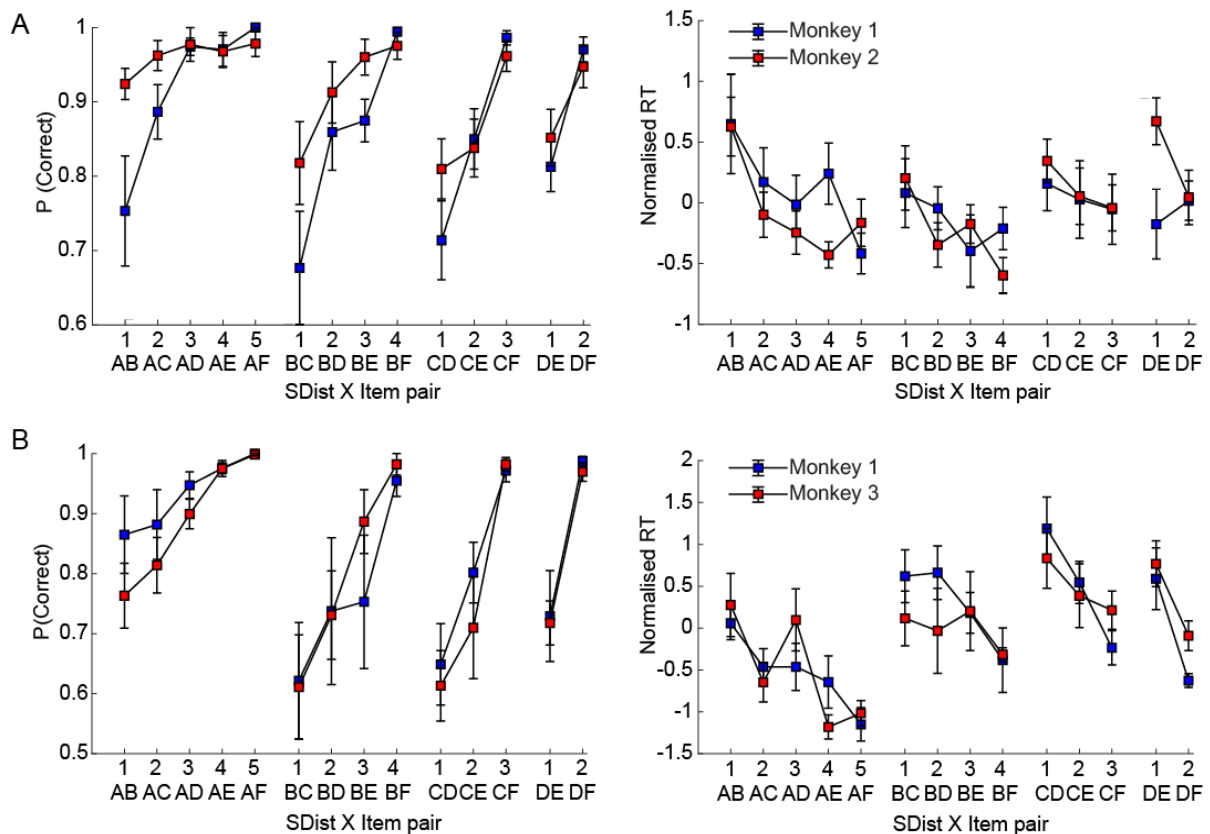 A
1
0.9
0.8
0.7
0.6
P (Correct)
1 2 3 4 5 1 2 3 4 1 2 3 1 2
AB AC AD AE AF BC BD BE BF CD CE CF DE DF
SDist X Item pair
Monkey 1
Monkey 2
1.5
1
0.5
0
-0.5
-1
Normalised RT
1 2 3 4 5 1 2 3 4 1 2 3 1 2
AB AC AD AE AF BC BD BE BF CD CE CF DE DF
SDist X Item pair
B
1
0.9
0.8
0.7
0.6
0.5
P(Correct)
1 2 3 4 5 1 2 3 4 1 2 3 1 2
AB AC AD AE AF BC BD BE BF CD CE CF DE DF
SDist X Item pair
Monkey 1
Monkey 3
2
1.5
1
0.5
0
-0.5
-1
-1.5
Normalised RT
1 2 3 4 5 1 2 3 4 1 2 3 1 2
AB AC AD AE AF BC BD BE BF CD CE CF DE DF
SDist X Item pair